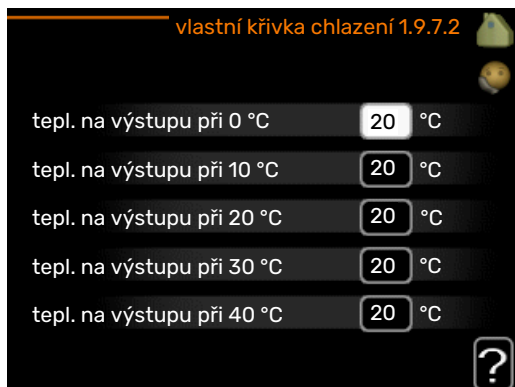 vlastní křivka chlazení 1.9.7.2
tepl. na výstupu při 0 °C 20 °C
tepl. na výstupu při 10 °C 20 °C
tepl. na výstupu při 20 °C 20 °C
tepl. na výstupu při 30 °C 20 °C
tepl. na výstupu při 40 °C 20 °C
?